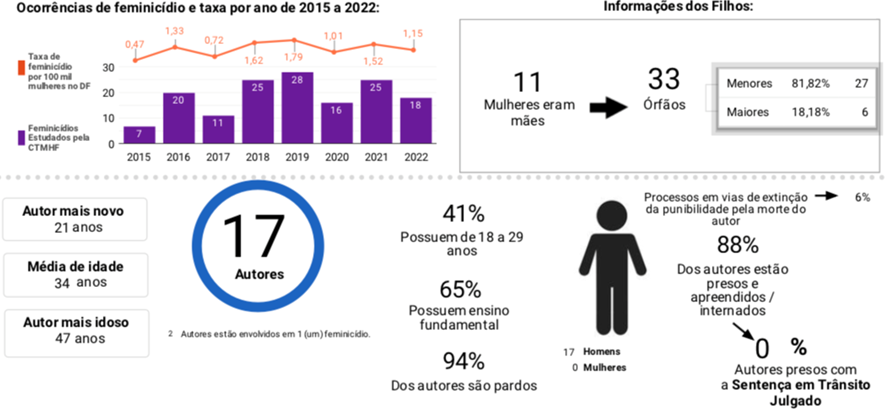 Ocorrências de feminicídio e taxa por ano de 2015 a 2022:
Taxa de
feminicídio
por 100 mil
mulheres no DF
Feminicídios
Estudados pela
CTMHF
0,47
1,33
0,72
1,62
1,79
1,01
1,52
1,15
30
20
10
0
7
20
11
25
28
16
25
18
2015 2016 2017 2018 2019 2020 2021 2022
Informações dos Filhos:
11
Mulheres eram
mães
33
Órfãos
Menores 81,82% 27
Maiores 18,18% 6
Autor mais novo
21 anos
Média de idade
34 anos
Autor mais idoso
47 anos
17
Autores
2 Autores estão envolvidos em 1 (um) feminicídio.
41%
Possuem de 18 a 29
anos
65%
Possuem ensino
fundamental
94%
Dos autores são pardos
17 Homens
0 Mulheres
Processos em vias de extinção
da punibilidade pela morte do
autor
6%
88%
Dos autores estão
presos e
apreendidos /
internados
0 %
Autores presos com
a Sentença em Trânsito
Julgado